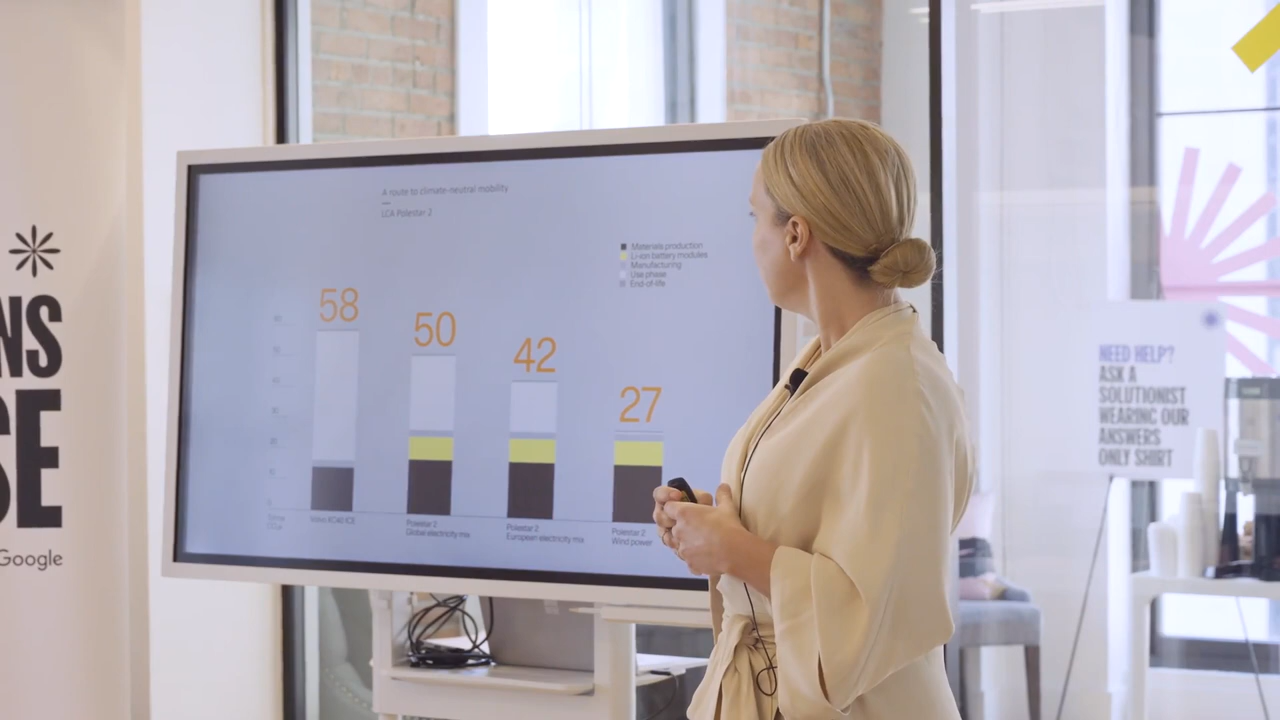 NS
SE
Google
A route to climate-neutral mobility
LCA Polestar 2
Materials production
Li-ion battery modules
Manufacturing
Use phase
End-of-life
58
50
42
27
Volvo XC40 ICE
Polestar 2
Global electricity mix
Polestar 2
European electricity mix
Polestar 2
Wind power
NEED HELP?
ASK A
SOLUTIONIST
WEARING OUR
ANSWERS
ONLY SHIRT